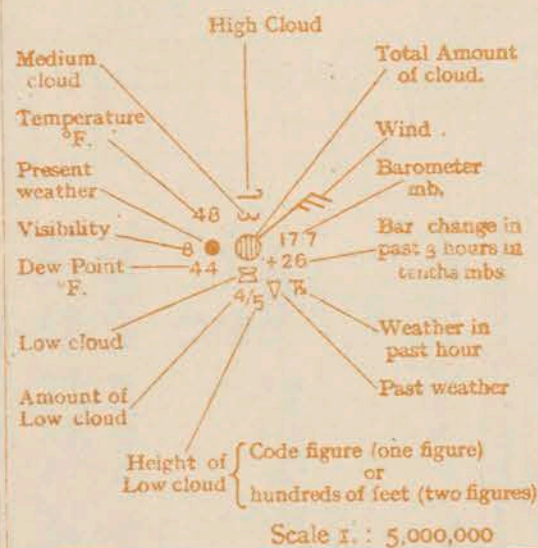 High Cloud
Medium
cloud
Total Amount
of cloud.
Temperature
°F.
Wind .
Present
weather
Barometer
mb.
48
Visibility
8
177
Bar change in
past 3 hours in
tenths mbs
Dew Point
°F.
44
+26
4/5
Low cloud
Weather in
past hour
Amount of
Low cloud
Past weather
Height of
Low cloud
Code figure (one figure)
or
hundreds of feet (two figures)
Scale 1. : 5,000,000